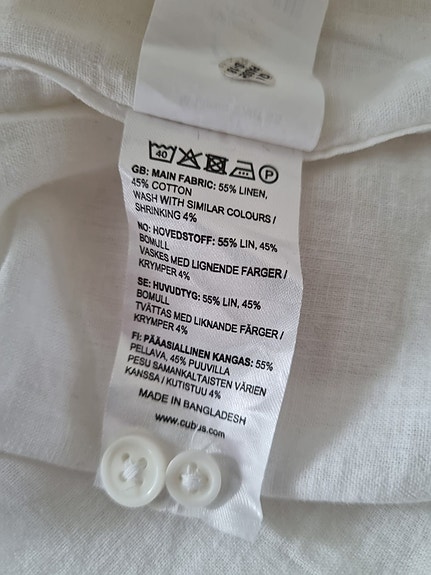 40 P
GB: MAIN FABRIC: 55% LINEN,
45% COTTON
WASH WITH SIMILAR COLOURS /
SHRINKING 4%
NO: HOVEDSTOFF: 55% LIN, 45%
BOMULL
VASKES MED LIGNENDE FARGER /
KRYMPER 4%
SE: HUVUDTYG: 55% LIN, 45%
BOMULL
TVÄTTAS MED LIKNANDE FÄRGER /
KRYMPER 4%
FI: PÄÄASIALLINEN KANGAS: 55%
PELLAVA, 45% PUUVILLA
PESU SAMANKALTAISTEN VÄRIEN
KANSSA / KUTISTUU 4%
MADE IN BANGLADESH
www.cubus.com